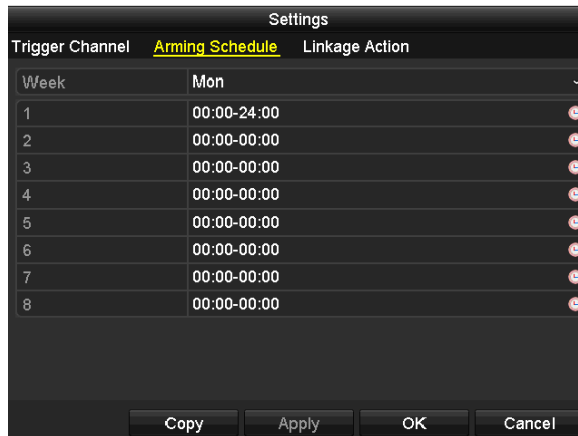 Settings
Trigger Channel Arming Schedule Linkage Action
Week Mon
1 00:00-24:00
2 00:00-00:00
3 00:00-00:00
4 00:00-00:00
5 00:00-00:00
6 00:00-00:00
7 00:00-00:00
8 00:00-00:00
Copy Apply OK Cancel